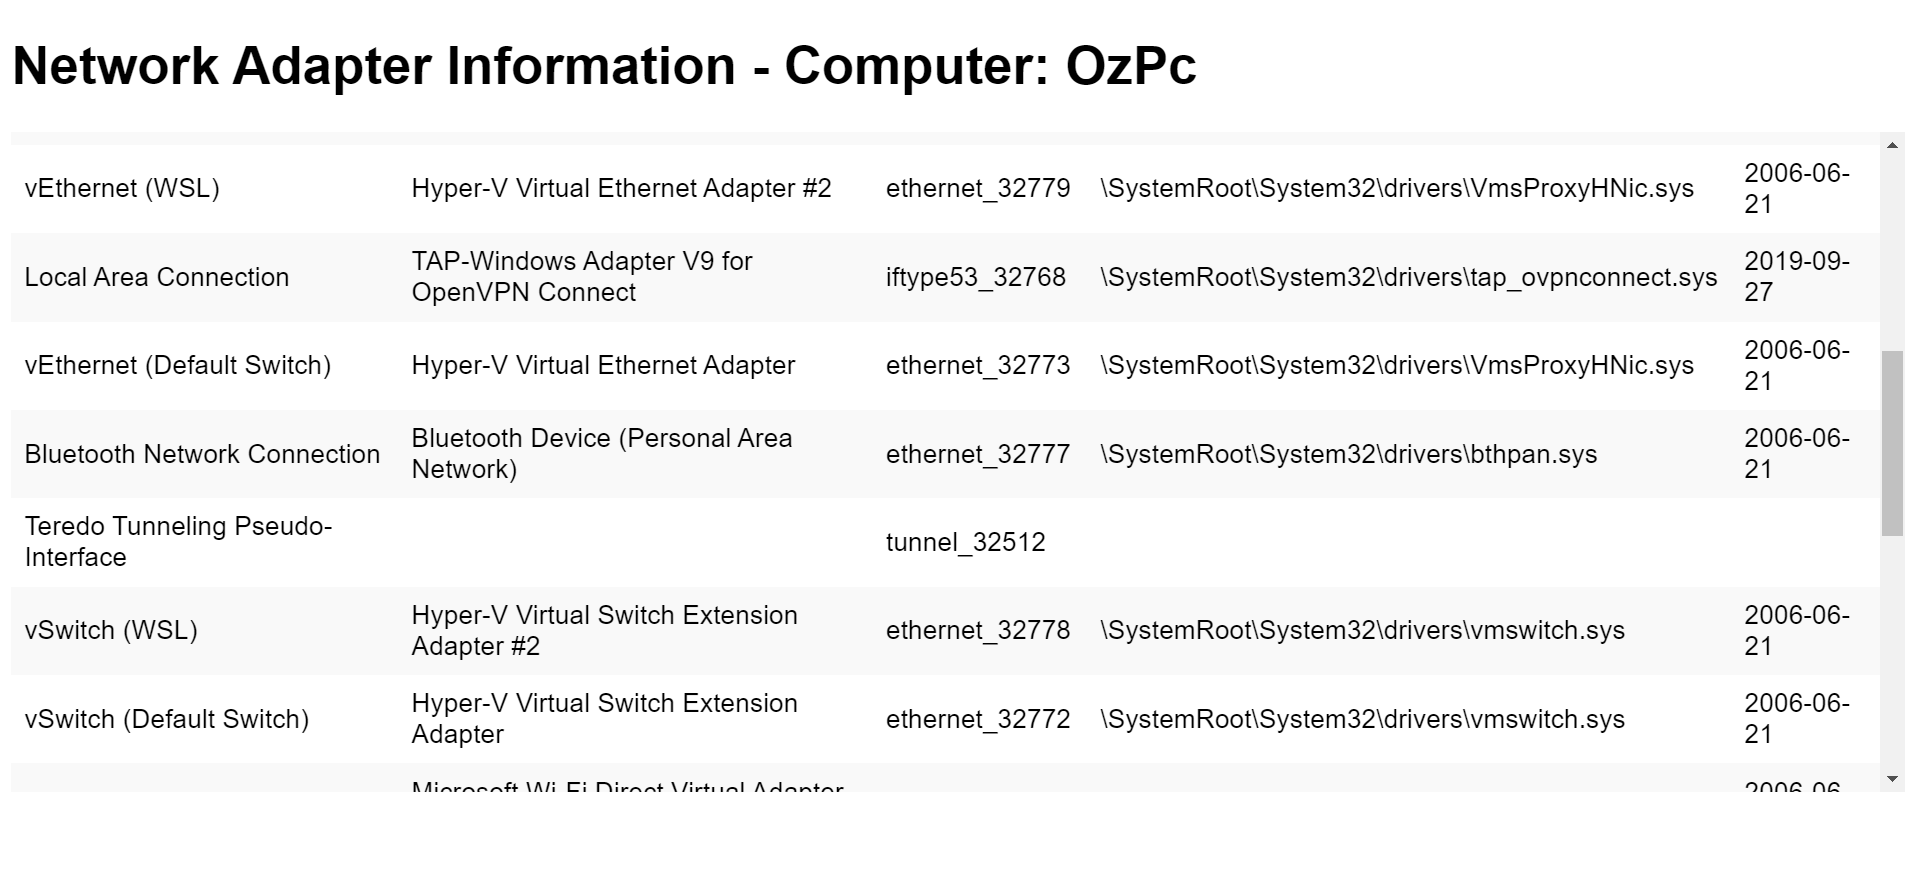 Network Adapter Information - Computer: OzPc
vEthernet (WSL) Hyper-V Virtual Ethernet Adapter #2 ethernet_32779 \SystemRoot\System32\drivers\VmsProxyHNic.sys 2006-06-
21
Local Area Connection TAP-Windows Adapter V9 for
OpenVPN Connect iftype53_32768 \SystemRoot\System32\drivers\tap_ovpnconnect.sys 2019-09-
27
vEthernet (Default Switch) Hyper-V Virtual Ethernet Adapter ethernet_32773 \SystemRoot\System32\drivers\VmsProxyHNic.sys 2006-06-
21
Bluetooth Network Connection Bluetooth Device (Personal Area
Network) ethernet_32777 \SystemRoot\System32\drivers\bthpan.sys 2006-06-
21
Teredo Tunneling Pseudo-
Interface tunnel_32512
vSwitch (WSL) Hyper-V Virtual Switch Extension
Adapter #2 ethernet_32778 \SystemRoot\System32\drivers\vmswitch.sys 2006-06-
21
vSwitch (Default Switch) Hyper-V Virtual Switch Extension
Adapter ethernet_32772 \SystemRoot\System32\drivers\vmswitch.sys 2006-06-
21
Microsoft Wi-Fi Direct Virtual Adapter 2006-06-